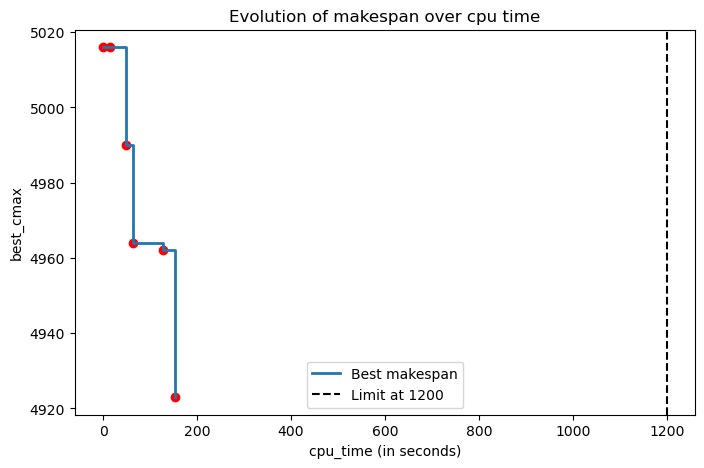 Evolution of makespan over cpu time
best_cmax
5020
5000
4980
4960
4940
4920
0
200
400
600
800
1000
1200
cpu_time (in seconds)
Best makespan
Limit at 1200